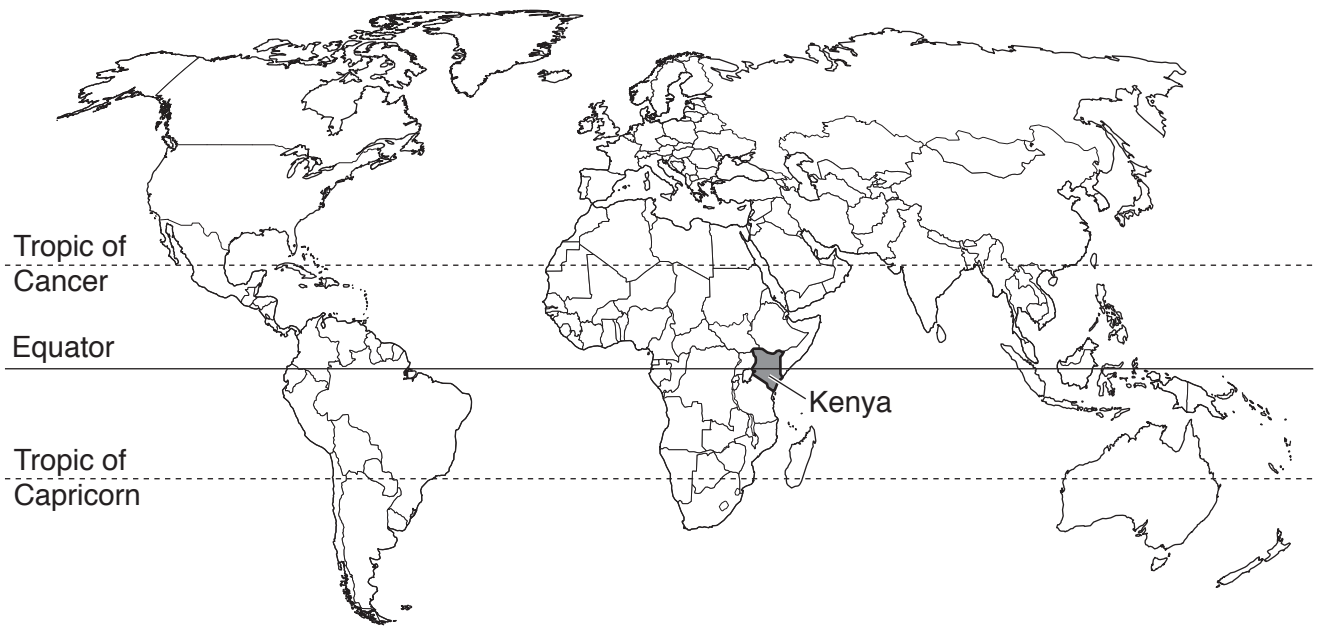 Tropic of
Cancer
Equator
Kenya
Tropic of
Capricorn